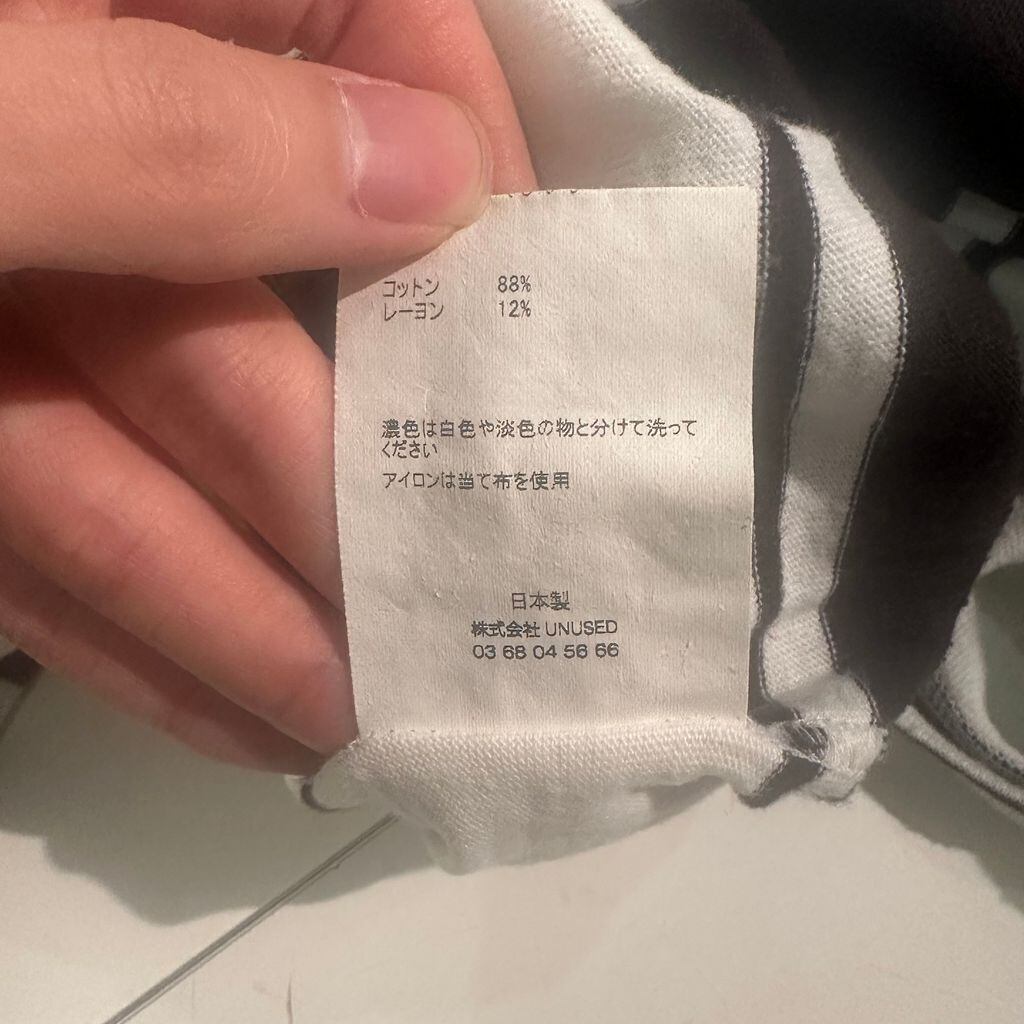 コットン 88%
レーヨン 12%
濃色は白色や淡色の物と分けて洗って
ください
アイロンは当て布を使用
日本製
株式会社 UNUSED
03 68 04 56 66